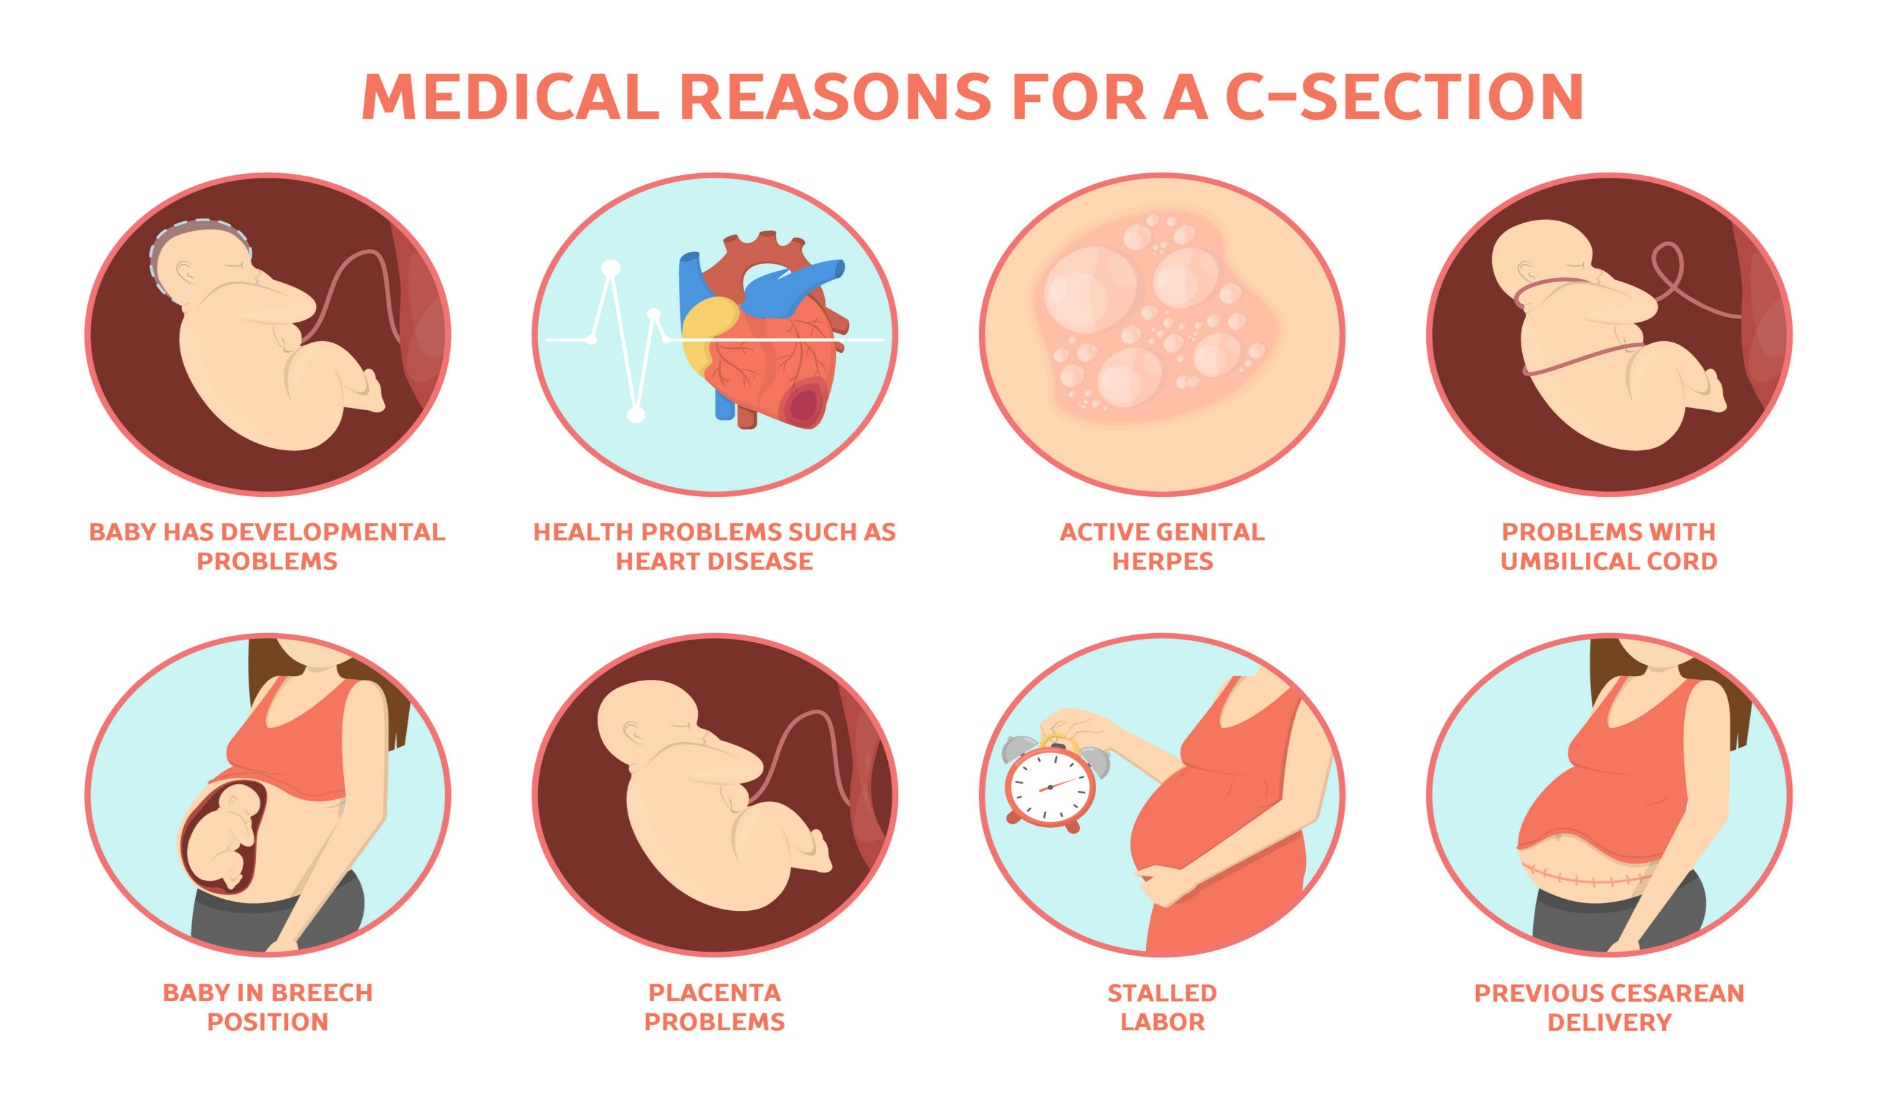 MEDICAL REASONS FOR A C-SECTION
BABY HAS DEVELOPMENTAL
PROBLEMS
HEALTH PROBLEMS SUCH AS
HEART DISEASE
ACTIVE GENITAL
HERPES
PROBLEMS WITH
UMBILICAL CORD
BABY IN BREECH
POSITION
PLACENTA
PROBLEMS
STALLED
LABOR
PREVIOUS CESAREAN
DELIVERY